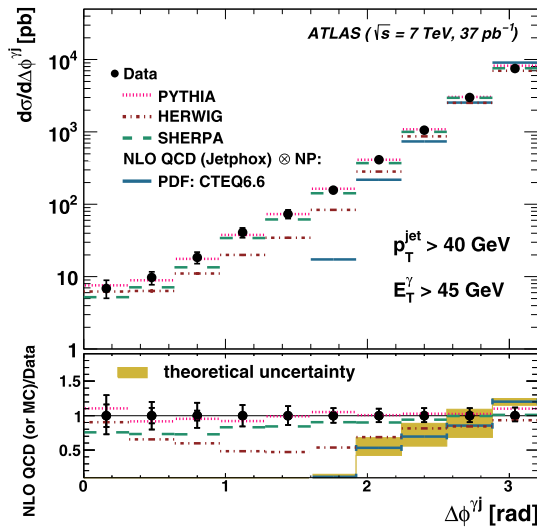 dσ/dΔφ^γj [pb]
ATLAS (√s = 7 TeV, 37 pb⁻¹)
10⁴
10³
10²
10
1
Data
PYTHIA
HERWIG
SHERPA
NLO QCD (Jetphox) ⊗ NP:
PDF: CTEQ6.6
p_T^jet > 40 GeV
E_T^γ > 45 GeV
NLO QCD (or MC)/Data
theoretical uncertainty
1.5
1
0.5
0 1 2 3
Δφ^γj [rad]